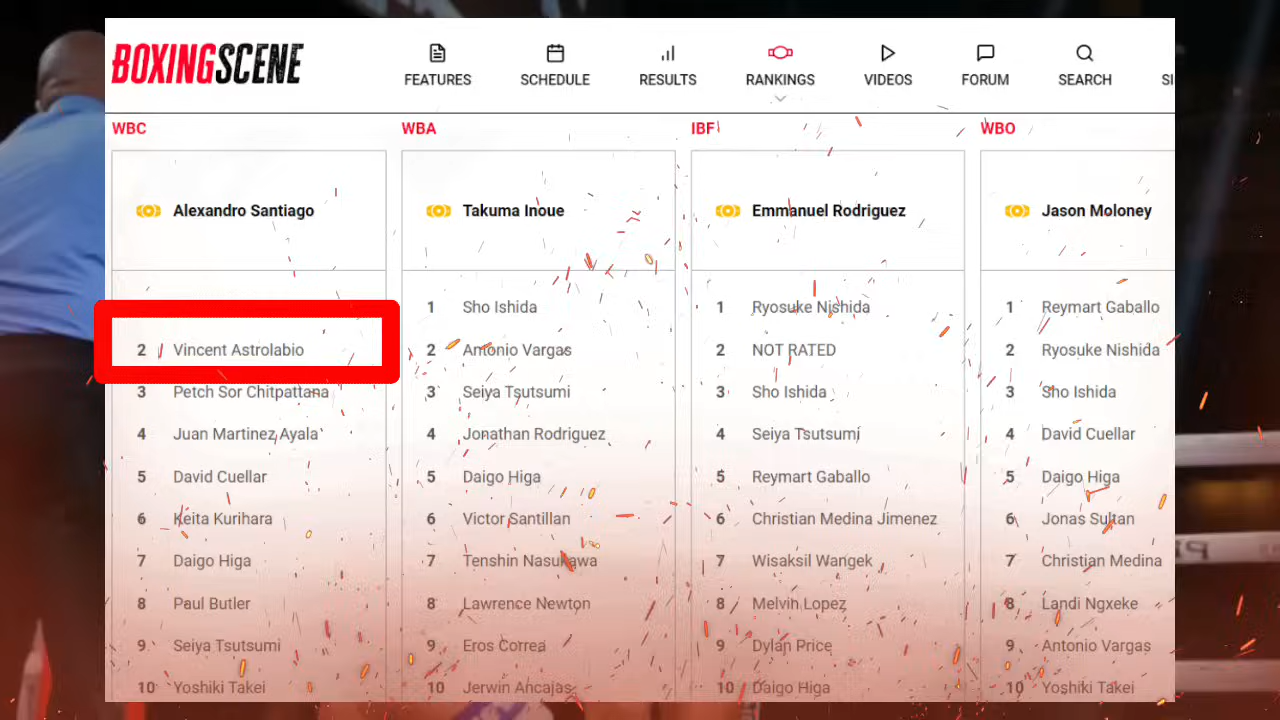 BOXINGSCENE
FEATURES
SCHEDULE
RESULTS
RANKINGS
VIDEOS
FORUM
SEARCH
SI
WBC
Alexandro Santiago
2 Vincent Astrolabio
3 Petch Sor Chitpattana
4 Juan Martinez Ayala
5 David Cuellar
6 Keita Kurihara
7 Daigo Higa
8 Paul Butler
9 Seiya Tsutsumi
10 Yoshiki Takei
WBA
Takuma Inoue
1 Sho Ishida
2 Antonio Vargas
3 Seiya Tsutsumi
4 Jonathan Rodriguez
5 Daigo Higa
6 Victor Santillan
7 Tenshin Nasukawa
8 Lawrence Newton
9 Eros Correa
10 Jerwin Ancajas
IBF
Emmanuel Rodriguez
1 Ryosuke Nishida
2 NOT RATED
3 Sho Ishida
4 Seiya Tsutsumi
5 Reymart Gaballo
6 Christian Medina Jimenez
7 Wisaksil Wangek
8 Melvin Lopez
9 Dylan Price
10 Daigo Higa
WBO
Jason Moloney
1 Reymart Gaballo
2 Ryosuke Nishida
3 Sho Ishida
4 David Cuellar
5 Daigo Higa
6 Jonas Sultan
7 Christian Medina
8 Landi Ngxeke
9 Antonio Vargas
10 Yoshiki Takei